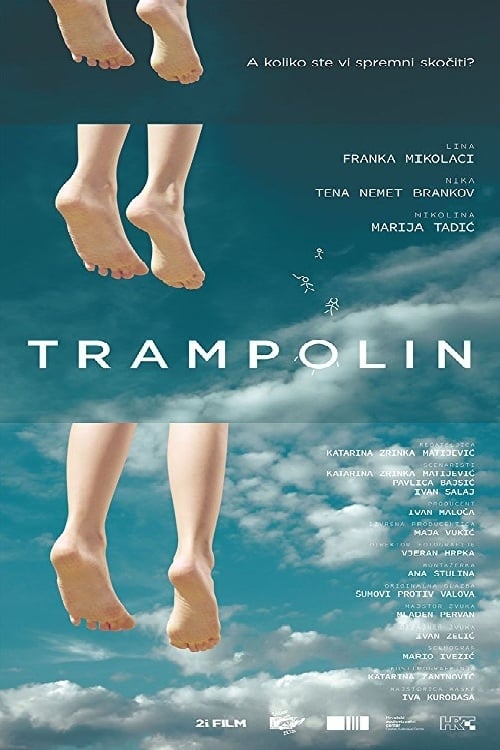 A koliko ste vi spremni skočiti?
LINA
FRANKA MIKOLACI
NIKA
TENA NEMET BRANKOV
NIKOLINA
MARIJA TADIĆ
TRAMPOLIN
REDATELJICA
KATARINA ZRINKA MATIJEVIĆ
SCENARISTI
KATARINA ZRINKA MATIJEVIĆ
PAVLICA BAJSIĆ
IVAN SALAJ
PRODUCENT
IVAN MALOČA
IZVRŠNA PRODUCENTICA
MAJA VUKIĆ
DIREKTOR FOTOGRAFIJE
VJERAN HRPKA
MONTAŽERKA
ANA ŠTULINA
ORIGINALNA GLAZBA
ŠUMOVI PROTIV VALOVA
MAJSTOR ZVUKA
MLADEN PERVAN
DIZAJNER ZVUKA
IVAN ZELIĆ
SCENOGRAF
MARIO IVEZIĆ
KOSTIMOGRAFKINJA
KATARINA ZANINOVIĆ
MAJSTORICA MASKE
IVA KURODASA
2i FILM
HRT